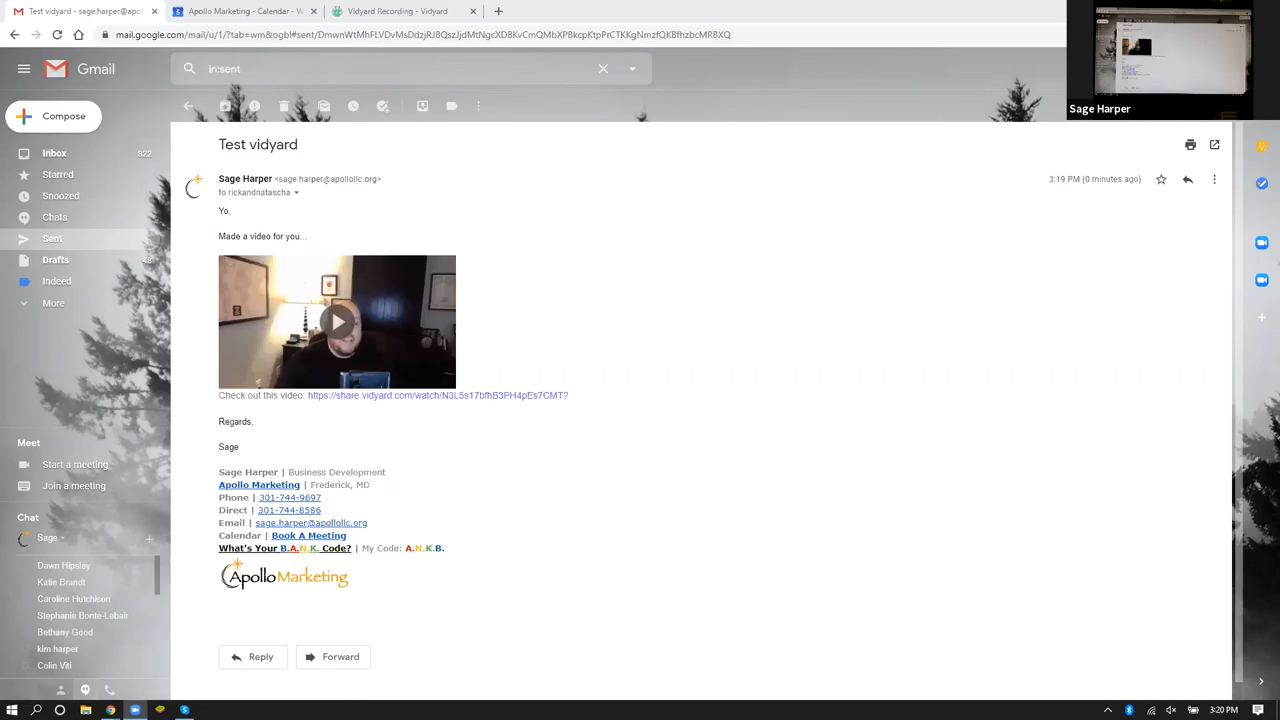 Test vidyard - sage.harper@apol
Apollo Marketing - Calendar - W
Vidyard Recording - Vidyard
mail.google.com/mail/u/1/?tab=wm&ogbl#sent/
Sage Harper
Gmail
in:sent
Compose
Inbox 822
Starred
Snoozed
Chats
Sent
Drafts 48
Indeed
More
Meet
Start a meeting
Join a meeting
Chat
Sage
Dawn Hipsley
Katie Brandt
Caroline Hutchison
Stephanie Bonte-Lebair
Bethany Good
kim harper
Colin Viti
Test vidyard
Sage Harper <sage.harper@apollollc.org>
3:19 PM (0 minutes ago)
to rickandnatascha
Yo,
Made a video for you...
Check out this video: https://share.vidyard.com/watch/N3L5s17bfhB3PH4pEs7CMT?
Regards,
Sage
Sage Harper | Business Development
Apollo Marketing | Frederick, MD
Phone | 301-744-9697
Direct | 301-744-8586
Email | sage.harper@apollollc.org
Calendar | Book A Meeting
What's Your B.A.N.K. Code? | My Code: A.N.K.B.
ApolloMarketing
Reply
Forward
3:20 PM